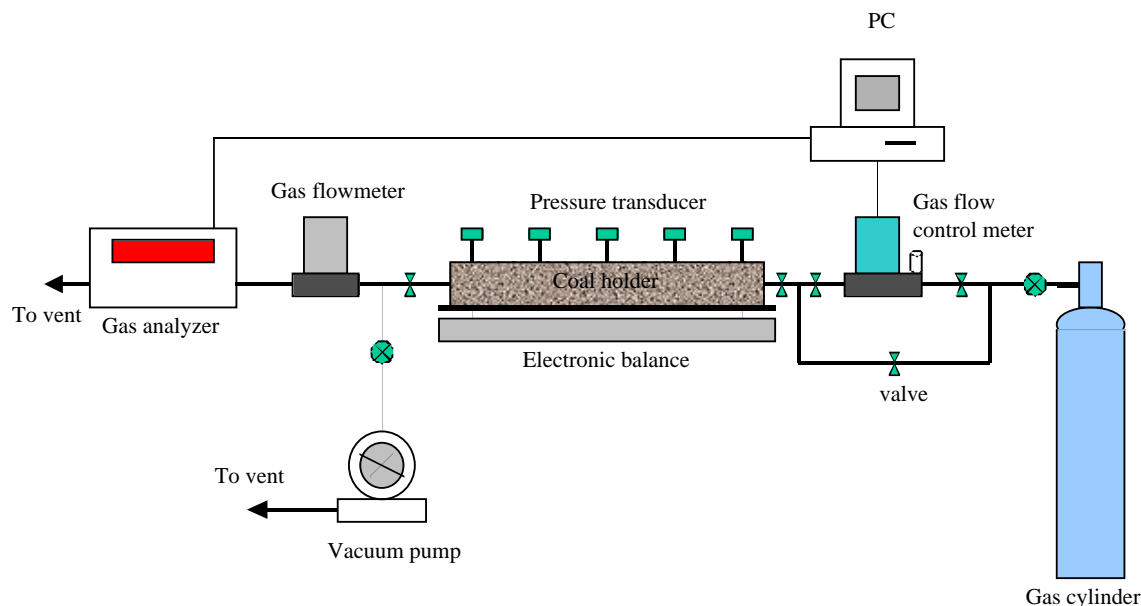 PC
Gas flowmeter
Pressure transducer
Gas flow
control meter
Coal holder
To vent
Gas analyzer
Electronic balance
valve
To vent
Vacuum pump
Gas cylinder